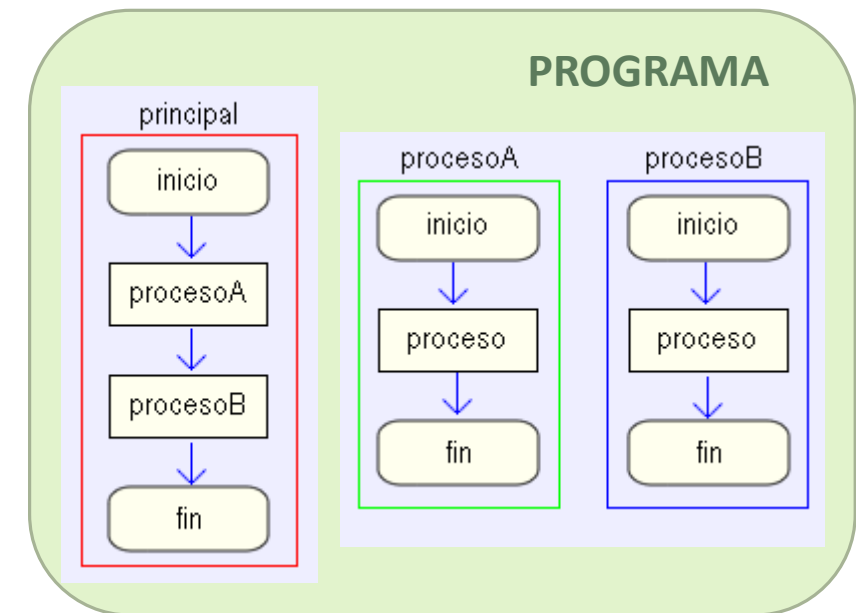 PROGRAMA
principal
inicio
procesoA
procesoB
fin
procesoA
inicio
proceso
fin
procesoB
inicio
proceso
fin